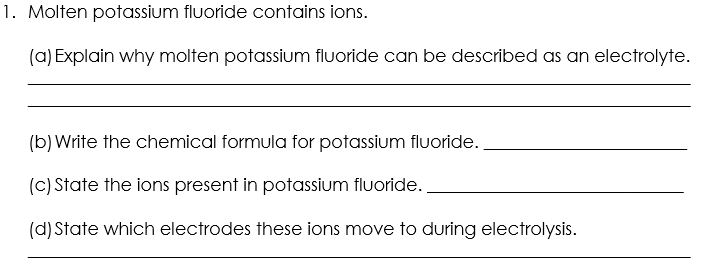 1. Molten potassium fluoride contains ions.
(a) Explain why molten potassium fluoride can be described as an electrolyte.
(b) Write the chemical formula for potassium fluoride.
(c) State the ions present in potassium fluoride.
(d) State which electrodes these ions move to during electrolysis.